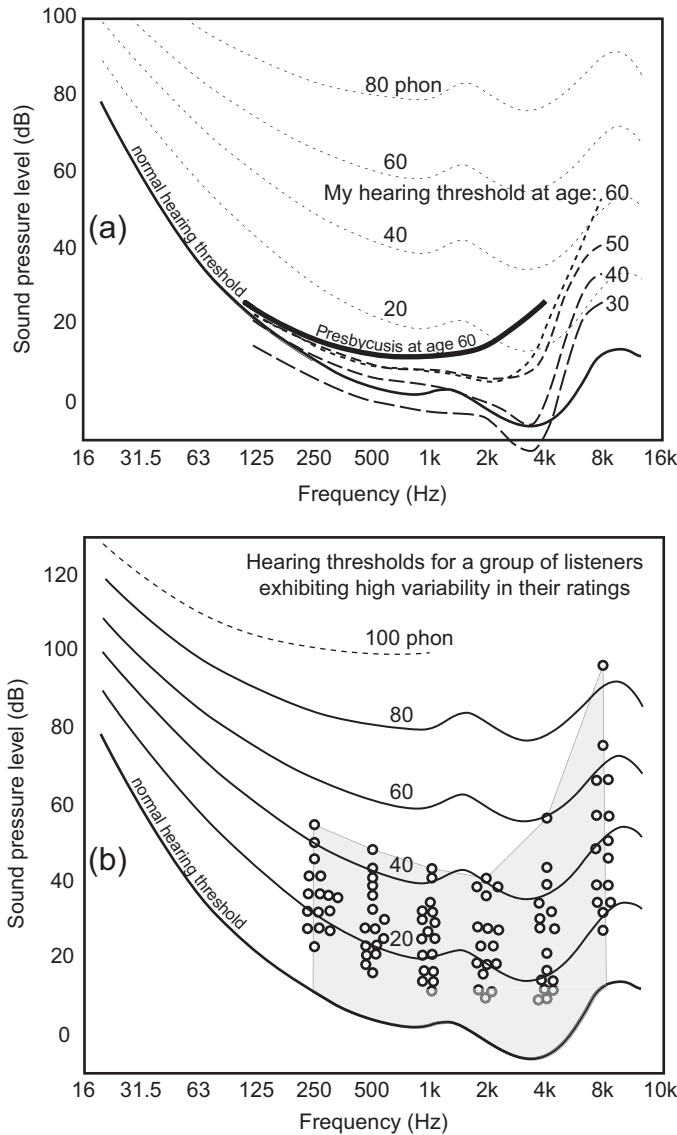 100
80
60
40
20
0
Sound pressure level (dB)
(a)
normal hearing threshold
80 phon
60
My hearing threshold at age:
60
50
40
30
40
20
Presbycusis at age 60
16 31.5 63 125 250 500 1k 2k 4k 8k 16k
Frequency (Hz)
Hearing thresholds for a group of listeners
exhibiting high variability in their ratings
120
100
80
60
40
20
0
Sound pressure level (dB)
(b)
normal hearing threshold
100 phon
80
60
40
20
16 31.5 63 125 250 500 1k 2k 4k 8k 10k
Frequency (Hz)